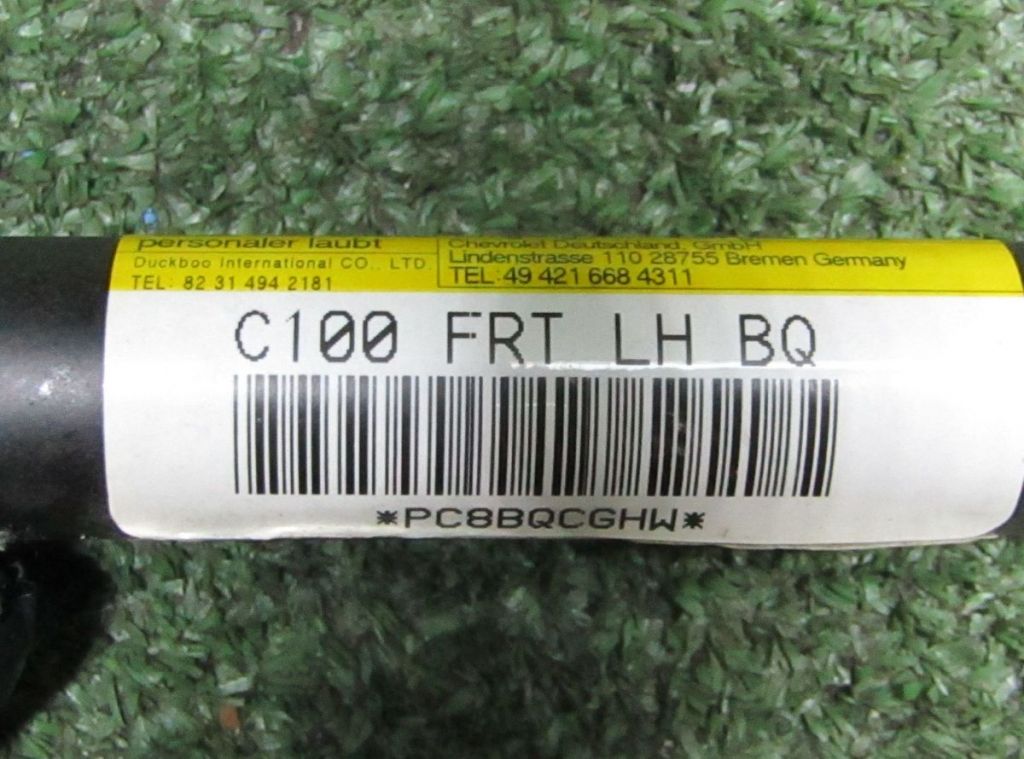 personaler laubt
Duckboo International CO., LTD.
TEL: 82 31 494 2181
Chevrolet Deutschland, GmbH
Lindenstrasse 110 28755 Bremen Germany
TEL:49 421 668 4311
C100 FRT LH BQ
*PC8BQCGHW*